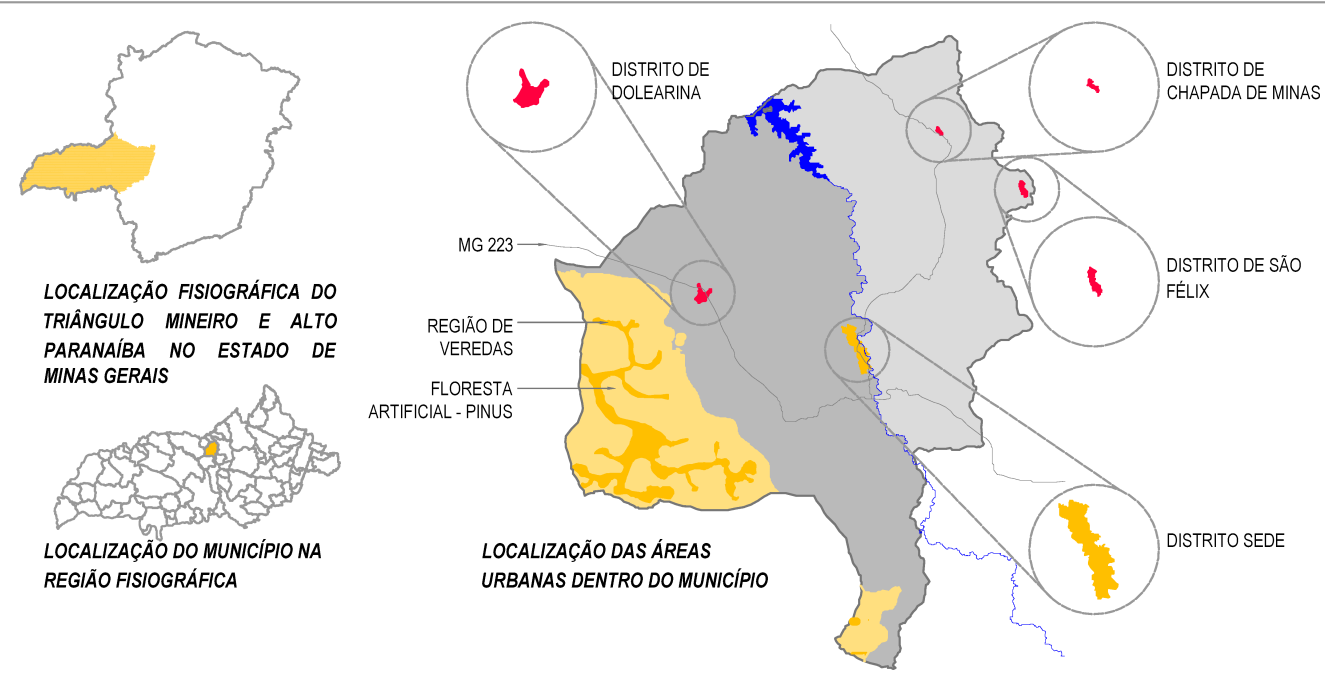 LOCALIZAÇÃO FISIOGRÁFICA DO
TRIÂNGULO MINEIRO E ALTO
PARANAÍBA NO ESTADO DE
MINAS GERAIS
LOCALIZAÇÃO DO MUNICÍPIO NA
REGIÃO FISIOGRÁFICA
DISTRITO DE
DOLEARINA
MG 223
REGIÃO DE
VEREDAS
FLORESTA
ARTIFICIAL - PINUS
LOCALIZAÇÃO DAS ÁREAS
URBANAS DENTRO DO MUNICÍPIO
DISTRITO DE
CHAPADA DE MINAS
DISTRITO DE SÃO
FÉLIX
DISTRITO SEDE